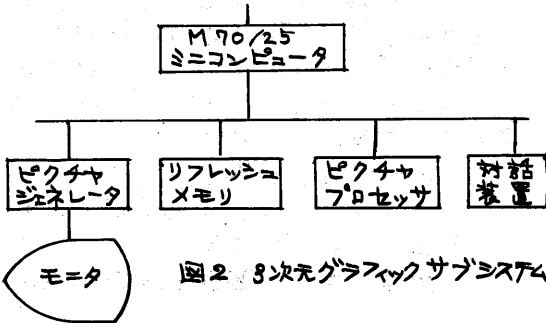 M70/25
ミニコンピュータ
ピクチャ
ジェネレータ
リフレッシュ
メモリ
ピクチャ
プロセッサ
対話
装置
モニタ
図2 3次元グラフィックサブシステム